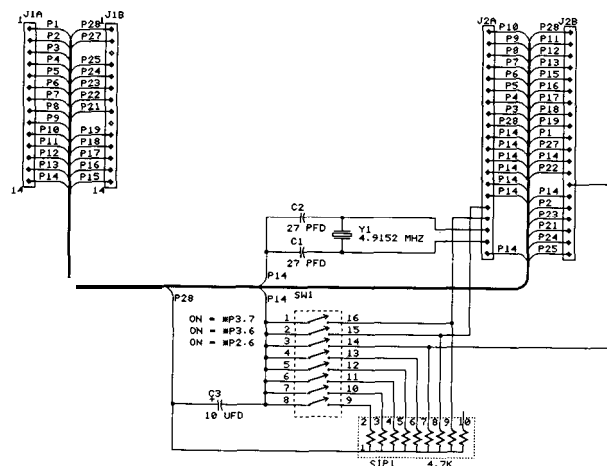 J1A J1B
1 P1 P28 1
P2 P27
P3
P4 P25
P5 P24
P6 P23
P7 P22
P8 P21
P9
P10 P19
P11 P18
P12 P17
P13 P16
14 P14 P15 14
J2A J2B
P10 P28
P9 P11
P8 P12
P7 P13
P6 P15
P5 P16
P4 P17
P3 P18
P28 P19
P14 P1
P14 P27
P14 P14
P14 P22
P14
P14 P14
P2
P23
P21
P24
P14 P25
C2
27 PFD
Y1
4.9152 MHZ
C1
27 PFD
P14
P28
P14
SW1
ON = *P3.7
ON = *P3.6
ON = *P2.6
1 16
2 15
3 14
4 13
5 12
6 11
7 10
8 9
C3
+
10 UFD
2 3 4 5 6 7 8 9 10
1
SIP1 4.7K